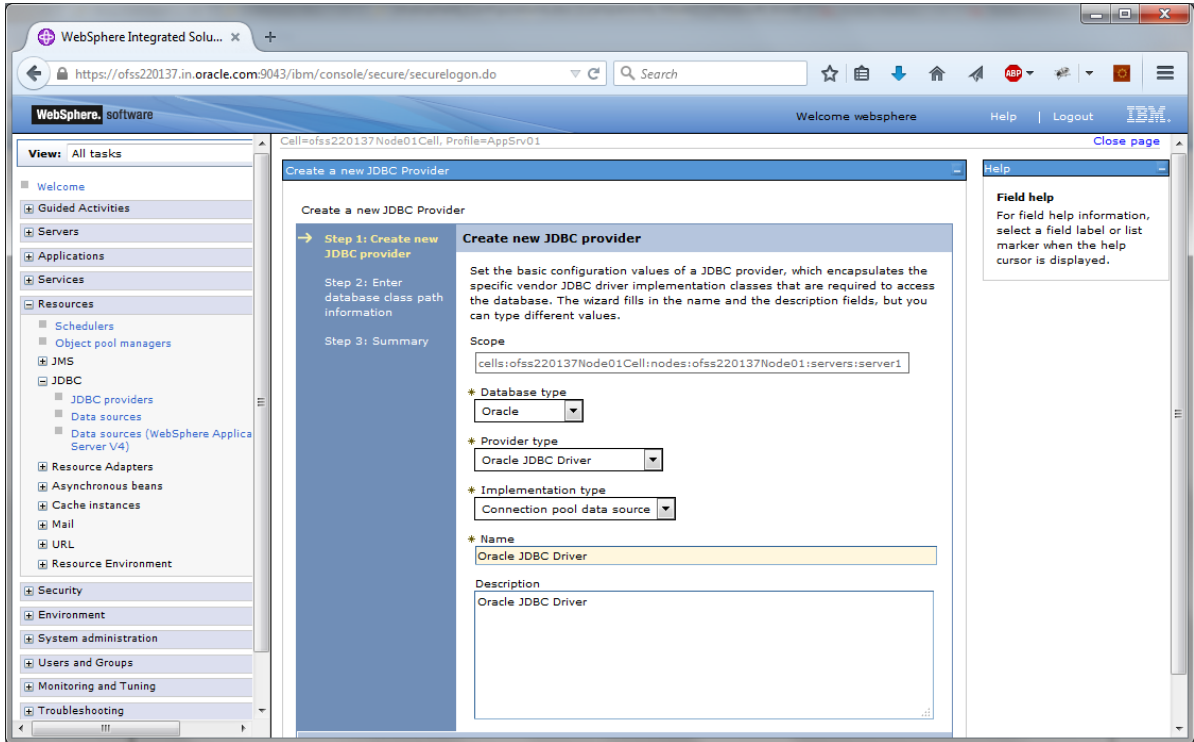 WebSphere Integrated Solu... ×
https://ofss220137.in.oracle.com:9043/ibm/console/secure/securelogon.do
Search
ABP
WebSphere. software
Welcome websphere
Help | Logout
IBM.
View: All tasks
Welcome
Guided Activities
Servers
Applications
Services
Resources
Schedulers
Object pool managers
JMS
JDBC
JDBC providers
Data sources
Data sources (WebSphere Applica
Server V4)
Resource Adapters
Asynchronous beans
Cache instances
Mail
URL
Resource Environment
Security
Environment
System administration
Users and Groups
Monitoring and Tuning
Troubleshooting
Cell=ofss220137Node01Cell, Profile=AppSrv01
Close page
Create a new JDBC Provider
Create a new JDBC Provider
Step 1: Create new
JDBC provider
Step 2: Enter
database class path
information
Step 3: Summary
Create new JDBC provider
Set the basic configuration values of a JDBC provider, which encapsulates the
specific vendor JDBC driver implementation classes that are required to access
the database. The wizard fills in the name and the description fields, but you
can type different values.
Scope
cells:ofss220137Node01Cell:nodes:ofss220137Node01:servers:server1
* Database type
Oracle
* Provider type
Oracle JDBC Driver
* Implementation type
Connection pool data source
* Name
Oracle JDBC Driver
Description
Oracle JDBC Driver
Help
Field help
For field help information,
select a field label or list
marker when the help
cursor is displayed.